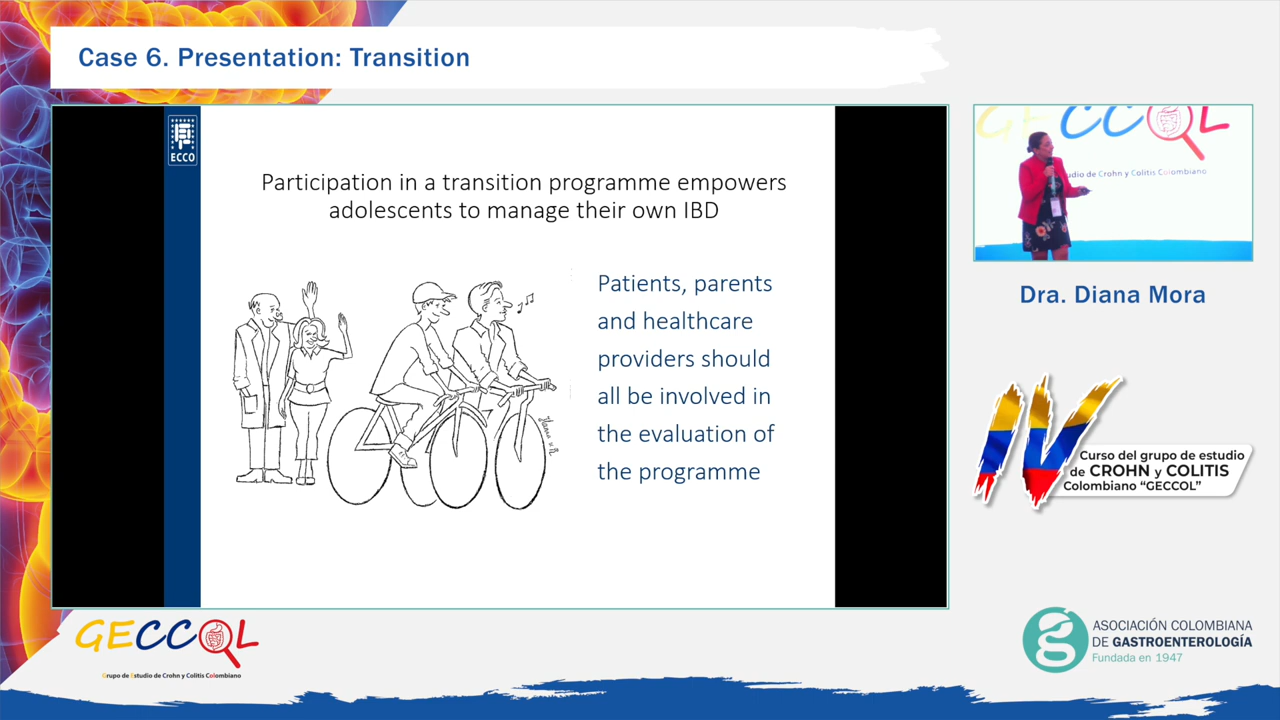 Case 6. Presentation: Transition
ECCO
Participation in a transition programme empowers
adolescents to manage their own IBD
Patients, parents
and healthcare
providers should
all be involved in
the evaluation of
the programme
GECCOL
udio de Crohn y Colitis Colombiano
Dra. Diana Mora
IV
Curso del grupo de estudio
de CROHN y COLITIS
Colombiano "GECCOL"
GECCOL
Grupo de Estudio de Crohn y Colitis Colombiano
g
ASOCIACIÓN COLOMBIANA
DE GASTROENTEROLOGÍA
Fundada en 1947